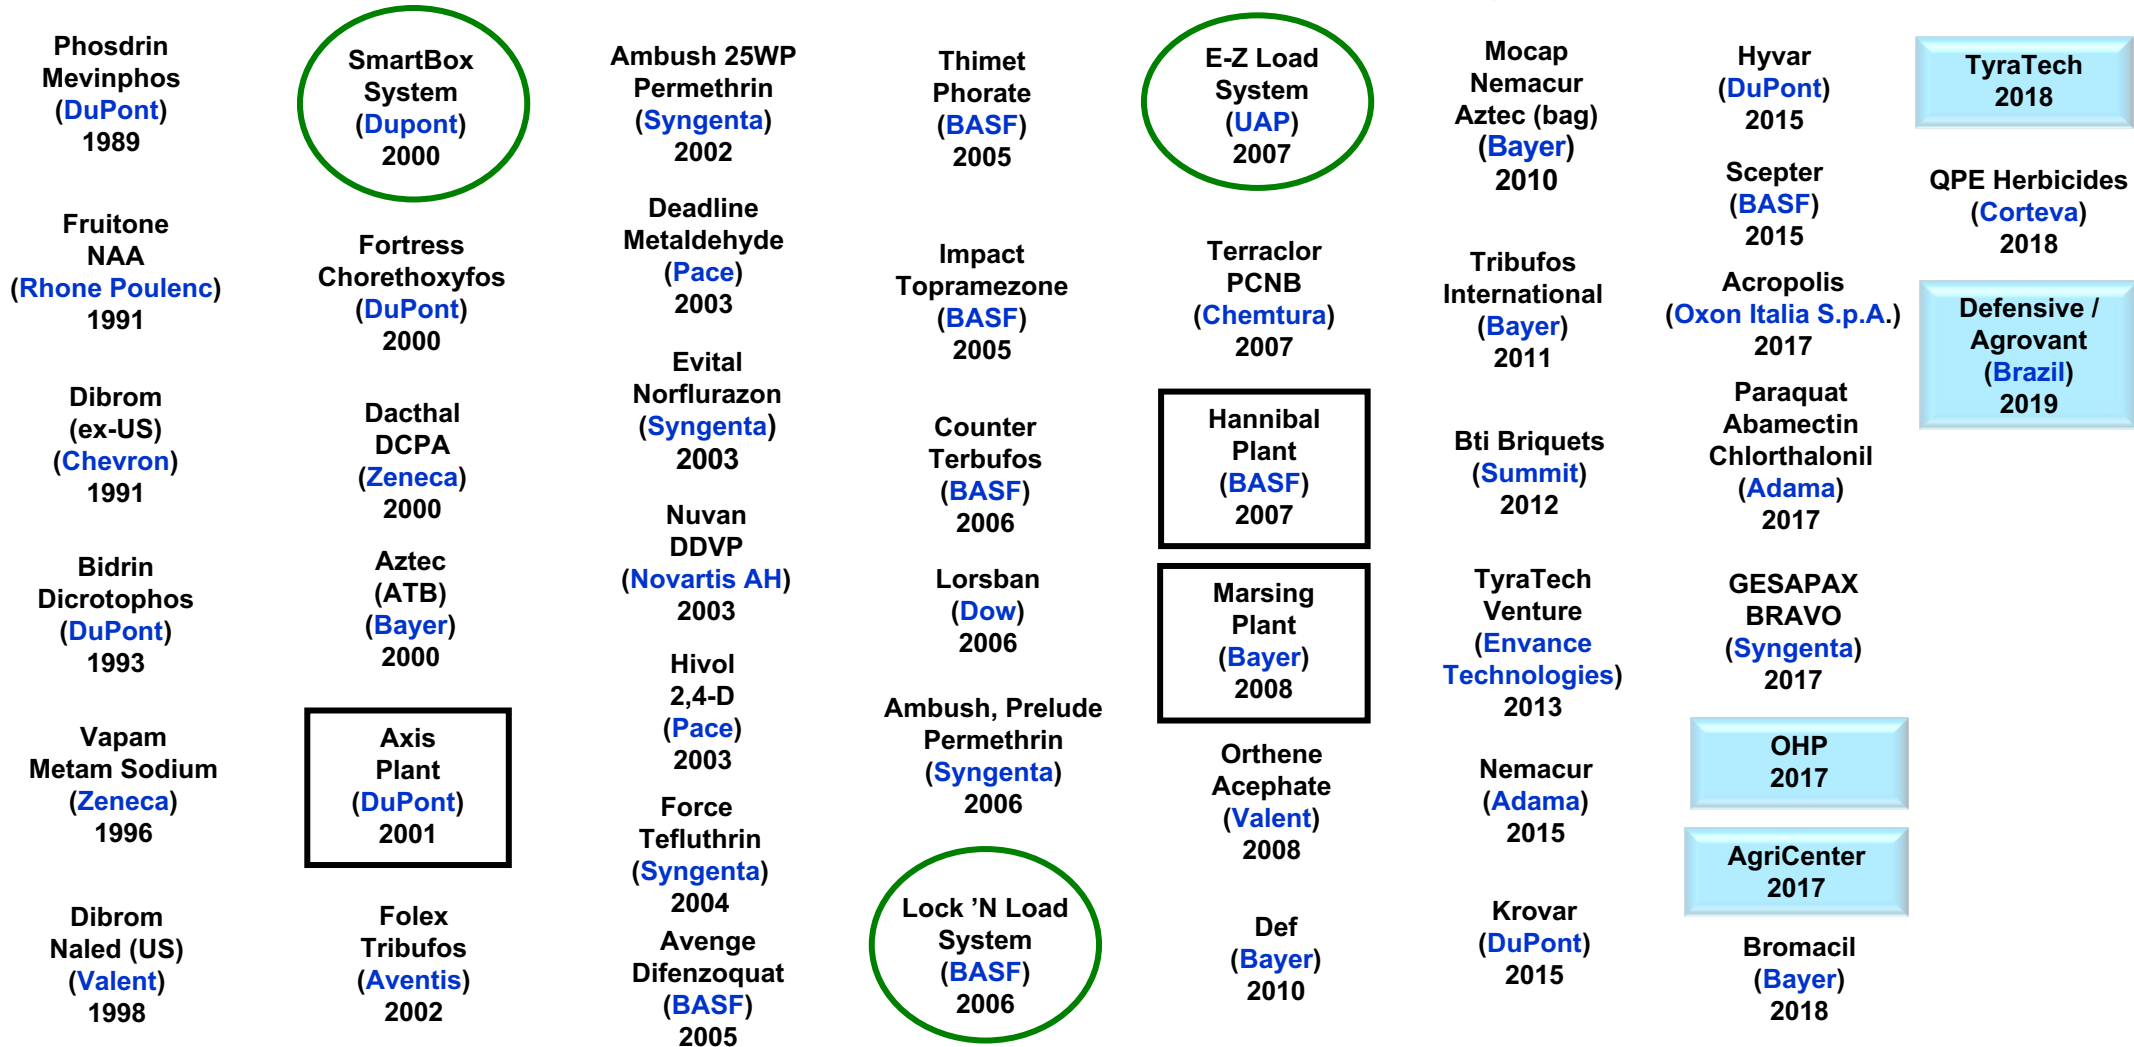 Phosdrin
Mevinphos
(DuPont)
1989
Fruitone
NAA
(Rhone Poulenc)
1991
Dibrom
(ex-US)
(Chevron)
1991
Bidrin
Dicrotophos
(DuPont)
1993
Vapam
Metam Sodium
(Zeneca)
1996
Dibrom
Naled (US)
(Valent)
1998
SmartBox
System
(Dupont)
2000
Fortress
Chorethoxyfos
(DuPont)
2000
Dacthal
DCPA
(Zeneca)
2000
Aztec
(ATB)
(Bayer)
2000
Axis
Plant
(DuPont)
2001
Folex
Tribufos
(Aventis)
2002
Ambush 25WP
Permethrin
(Syngenta)
2002
Deadline
Metaldehyde
(Pace)
2003
Evital
Norflurazon
(Syngenta)
2003
Nuvan
DDVP
(Novartis AH)
2003
Hivol
2,4-D
(Pace)
2003
Force
Tefluthrin
(Syngenta)
2004
Avenge
Difenzoquat
(BASF)
2005
Thimet
Phorate
(BASF)
2005
Impact
Topramezone
(BASF)
2005
Counter
Terbufos
(BASF)
2006
Lorsban
(Dow)
2006
Ambush, Prelude
Permethrin
(Syngenta)
2006
Lock ’N Load
System
(BASF)
2006
E-Z Load
System
(UAP)
2007
Terraclor
PCNB
(Chemtura)
2007
Hannibal
Plant
(BASF)
2007
Marsing
Plant
(Bayer)
2008
Orthene
Acephate
(Valent)
2008
Def
(Bayer)
2010
Mocap
Nemacur
Aztec (bag)
(Bayer)
2010
Tribufos
International
(Bayer)
2011
Bti Briquets
(Summit)
2012
TyraTech
Venture
(Envance
Technologies)
2013
Nemacur
(Adama)
2015
Krovar
(DuPont)
2015
Hyvar
(DuPont)
2015
Scepter
(BASF)
2015
Acropolis
(Oxon Italia S.p.A.)
2017
Paraquat
Abamectin
Chlorthalonil
(Adama)
2017
GESAPAX
BRAVO
(Syngenta)
2017
OHP
2017
AgriCenter
2017
Bromacil
(Bayer)
2018
TyraTech
2018
QPE Herbicides
(Corteva)
2018
Defensive /
Agrovant
(Brazil)
2019